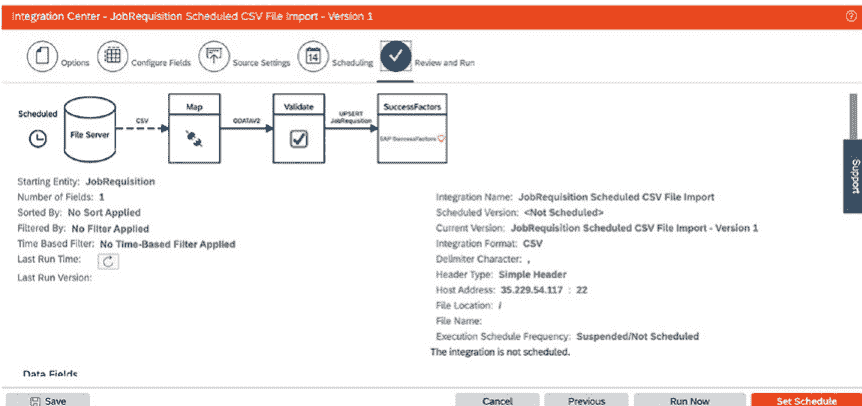 Integration Center - JobRequisition Scheduled CSV File Import - Version 1
Options
Configure Fields
Source Settings
14
Scheduling
Review and Run
Scheduled
File Server
CSV
Map
ODATAV2
Validate
UPSERT
JobRequisition
SuccessFactors
SAP SuccessFactors
Starting Entity: JobRequisition
Number of Fields: 1
Sorted By: No Sort Applied
Filtered By: No Filter Applied
Time Based Filter: No Time-Based Filter Applied
Last Run Time:
Last Run Version:
Integration Name: JobRequisition Scheduled CSV File Import
Scheduled Version: <Not Scheduled>
Current Version: JobRequisition Scheduled CSV File Import - Version 1
Integration Format: CSV
Delimiter Character: ,
Header Type: Simple Header
Host Address: 35.229.54.117 : 22
File Location: /
File Name:
Execution Schedule Frequency: Suspended/Not Scheduled
The integration is not scheduled.
Support
Data Fields
Save
Cancel
Previous
Run Now
Set Schedule